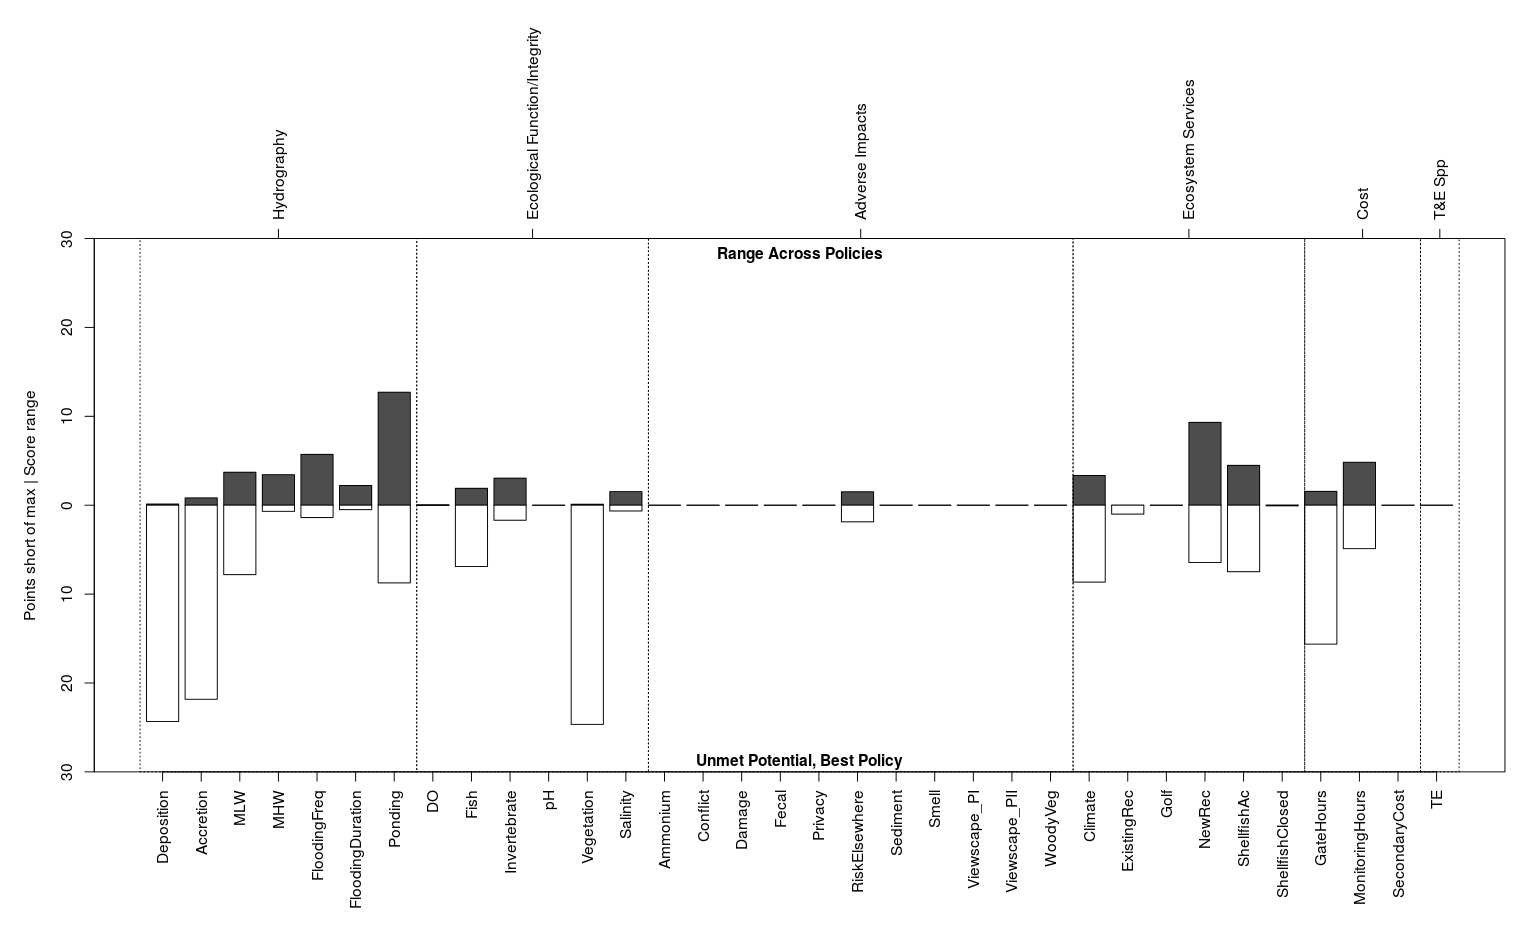 Hydrography
Ecological Function/Integrity
Adverse Impacts
Ecosystem Services
Cost
T&E Spp
Range Across Policies
Points short of max | Score range
30
20
10
0
10
20
30
Unmet Potential, Best Policy
Deposition
Accretion
MLW
MHW
FloodingFreq
FloodingDuration
Ponding
DO
Fish
Invertebrate
pH
Vegetation
Salinity
Ammonium
Conflict
Damage
Fecal
Privacy
RiskElsewhere
Sediment
Smell
Viewscape_PI
Viewscape_PII
WoodyVeg
Climate
ExistingRec
Golf
NewRec
ShellfishAc
ShellfishClosed
GateHours
MonitoringHours
SecondaryCost
TE